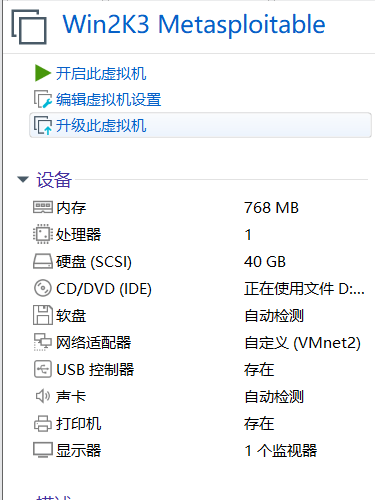 Win2K3 Metasploitable
开启此虚拟机
编辑虚拟机设置
升级此虚拟机
设备
内存 768 MB
处理器 1
硬盘 (SCSI) 40 GB
CD/DVD (IDE) 正在使用文件 D:...
软盘 自动检测
网络适配器 自定义 (VMnet2)
USB 控制器 存在
声卡 自动检测
打印机 存在
显示器 1 个监视器